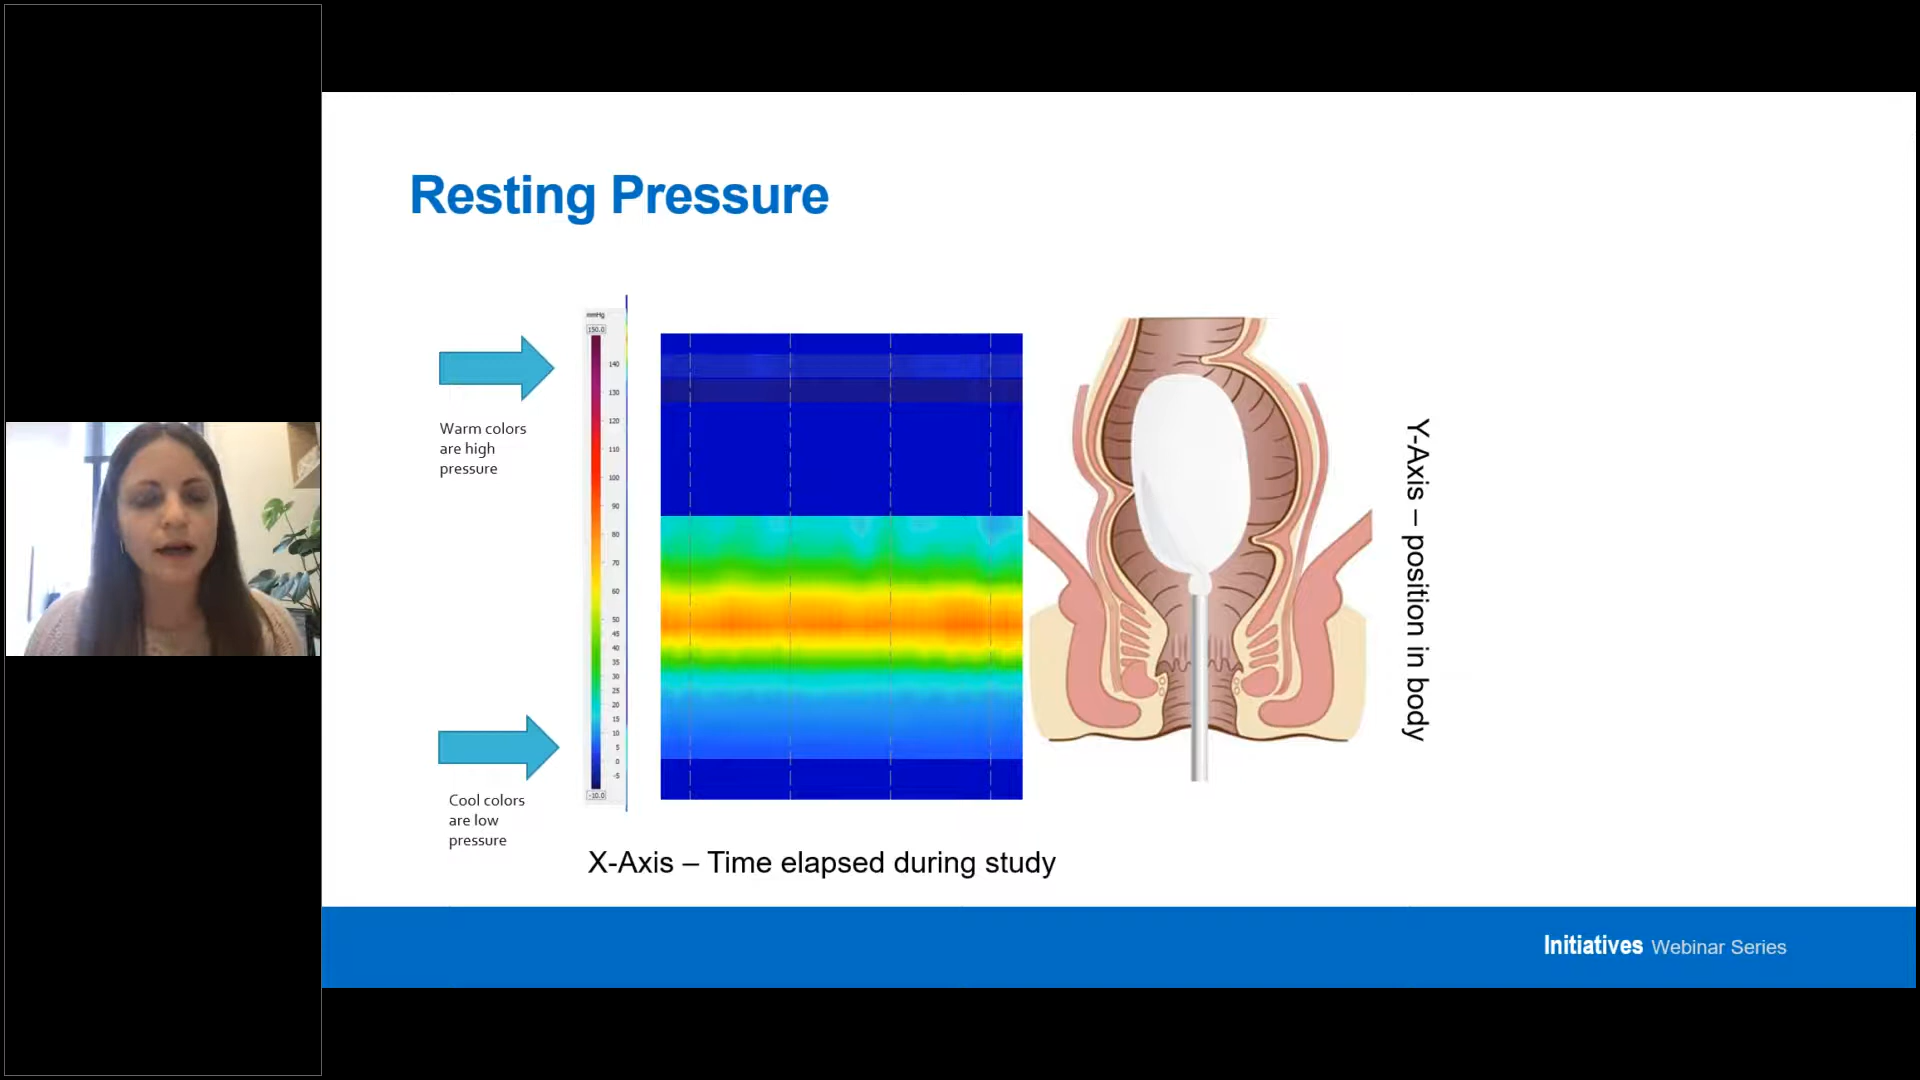 Resting Pressure
Warm colors
are high
pressure
Cool colors
are low
pressure
mmHg
150.0
140
130
120
110
100
90
80
70
60
50
45
40
35
30
25
20
15
10
5
0
-5
-10.0
Y-Axis – position in body
X-Axis – Time elapsed during study
Initiatives Webinar Series